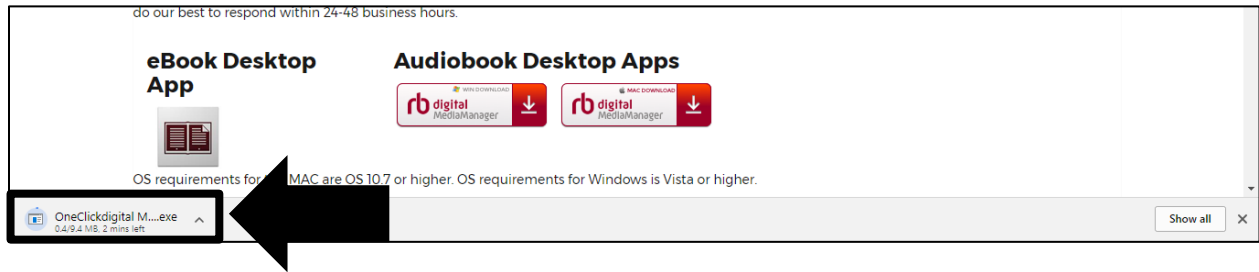 do our best to respond within 24-48 business hours.
eBook Desktop
App
Audiobook Desktop Apps
WIN DOWNLOAD
rb digital
MediaManager
MAC DOWNLOAD
rb digital
MediaManager
OS requirements for MAC are OS 10.7 or higher. OS requirements for Windows is Vista or higher.
OneClickdigital M....exe
0.4/9.4 MB, 2 mins left
Show all